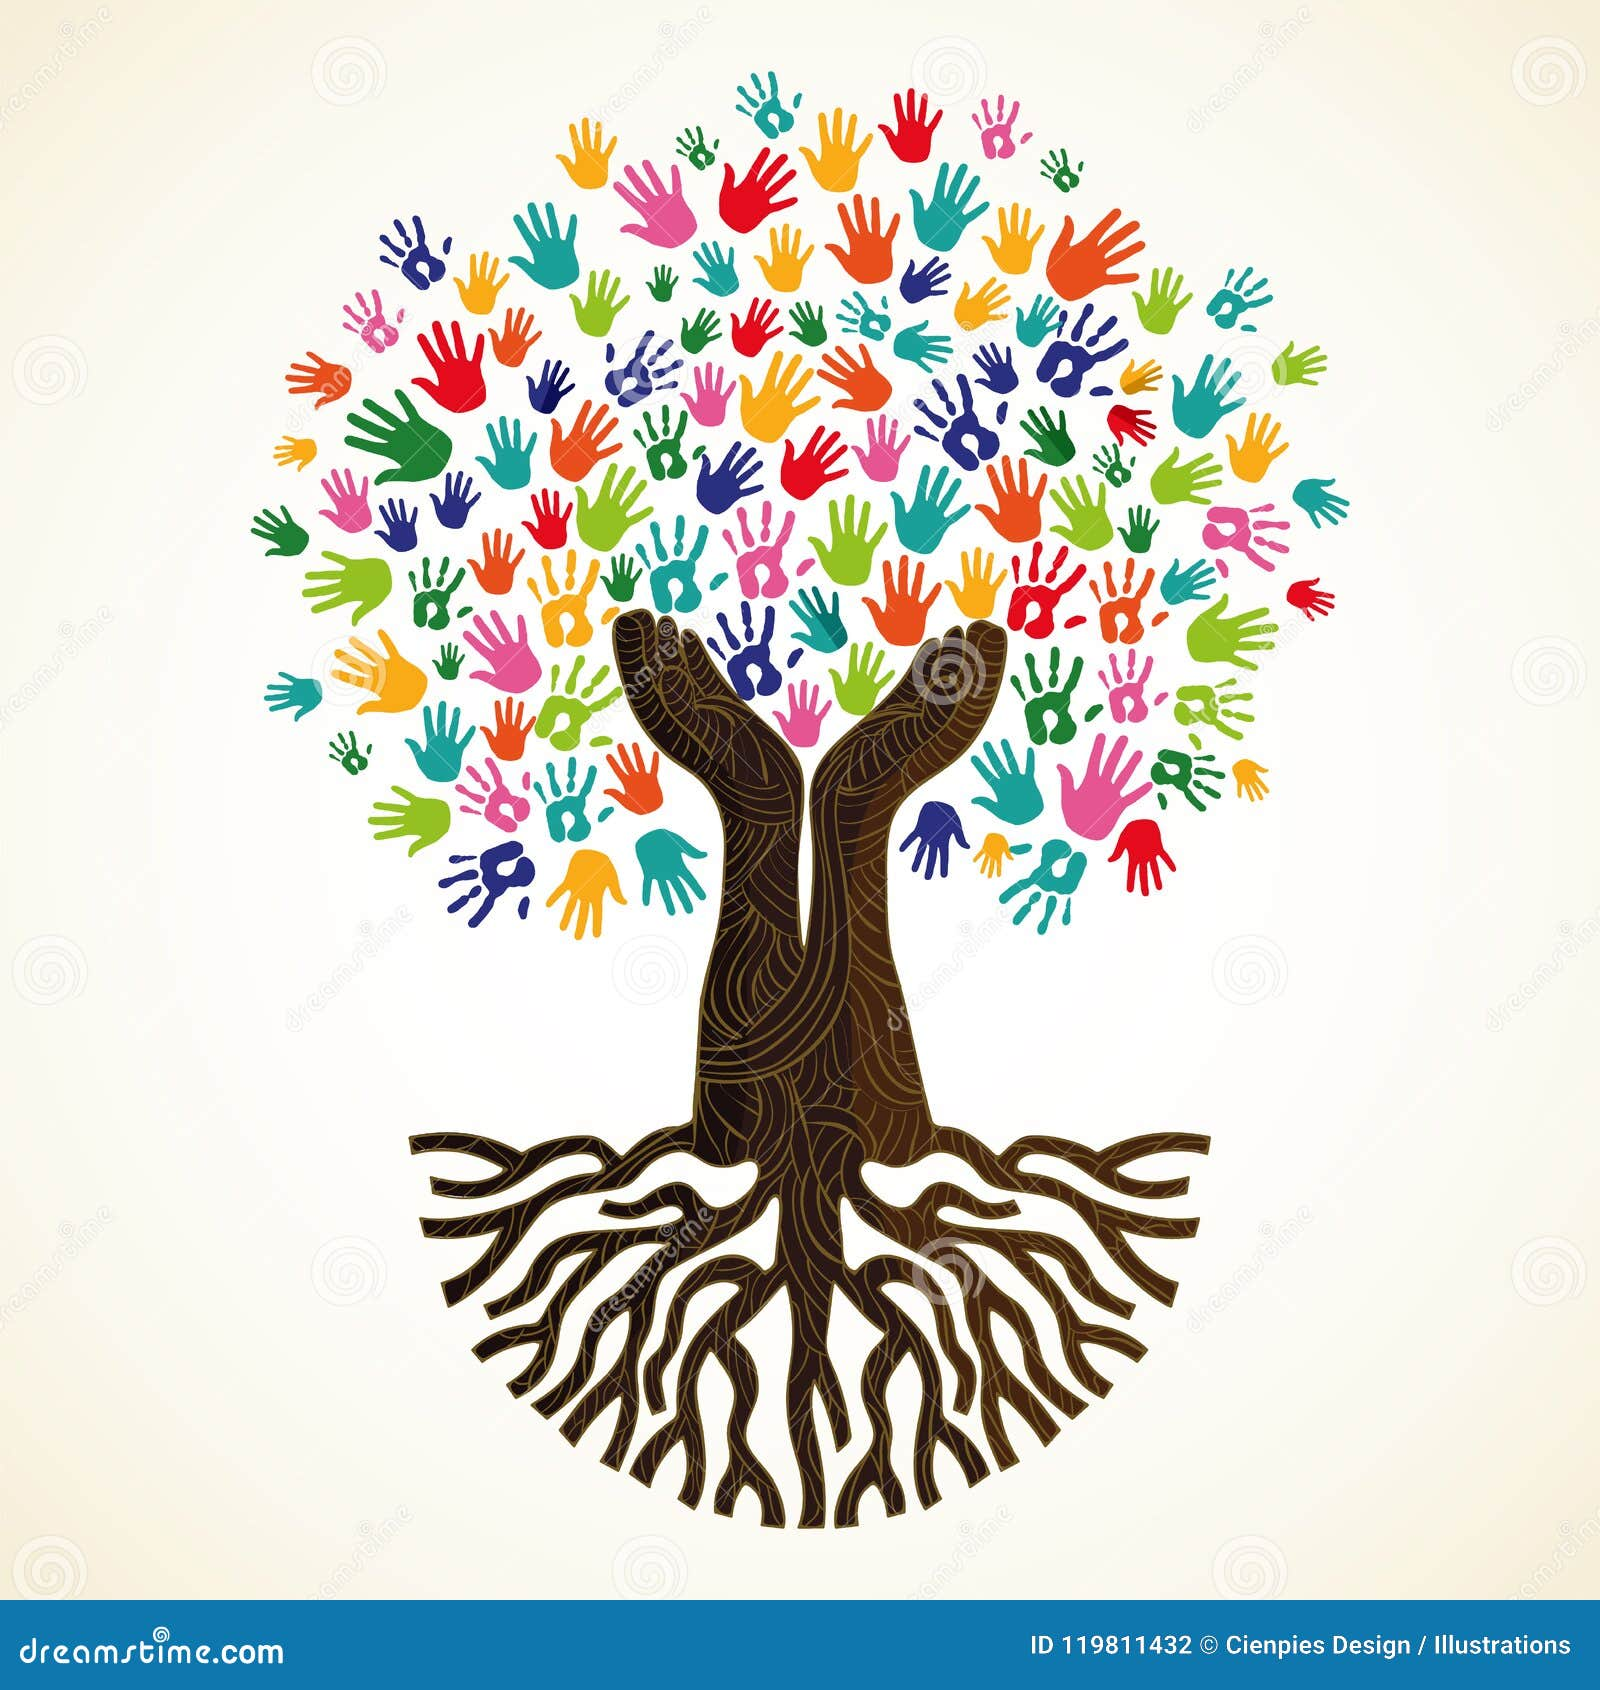 dreamstime.com
ID 119811432 © Cienpies Design / Illustrations